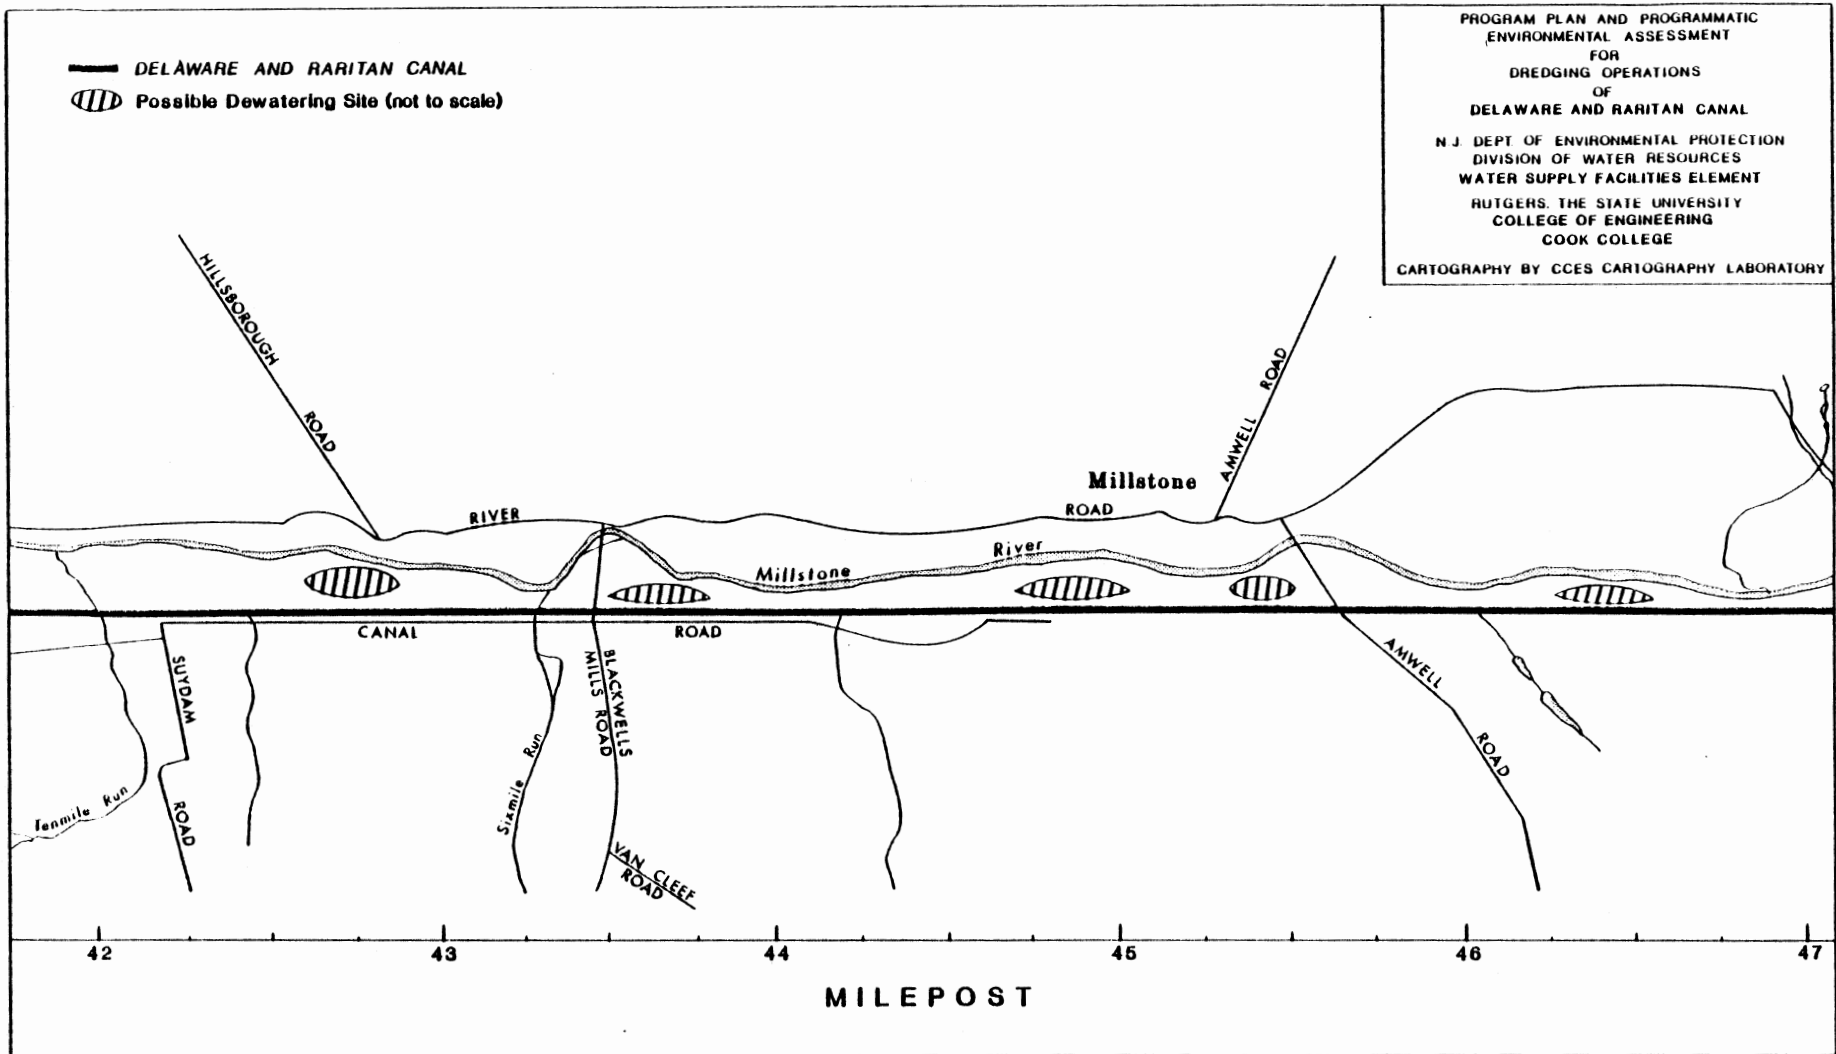 DELAWARE AND RARITAN CANAL
Possible Dewatering Site (not to scale)
PROGRAM PLAN AND PROGRAMMATIC
ENVIRONMENTAL ASSESSMENT
FOR
DREDGING OPERATIONS
OF
DELAWARE AND RARITAN CANAL
N.J. DEPT. OF ENVIRONMENTAL PROTECTION
DIVISION OF WATER RESOURCES
WATER SUPPLY FACILITIES ELEMENT
RUTGERS, THE STATE UNIVERSITY
COLLEGE OF ENGINEERING
COOK COLLEGE
CARTOGRAPHY BY CCES CARTOGRAPHY LABORATORY
HILLSBOROUGH
ROAD
AMWELL ROAD
Millstone
RIVER
ROAD
River
Millstone
CANAL
ROAD
SUYDAM
ROAD
BLACKWELLS
MILLS ROAD
AMWELL
ROAD
Sixmile Run
Tenmile Run
VAN CLEEF
ROAD
42 43 44 45 46 47
MILEPOST